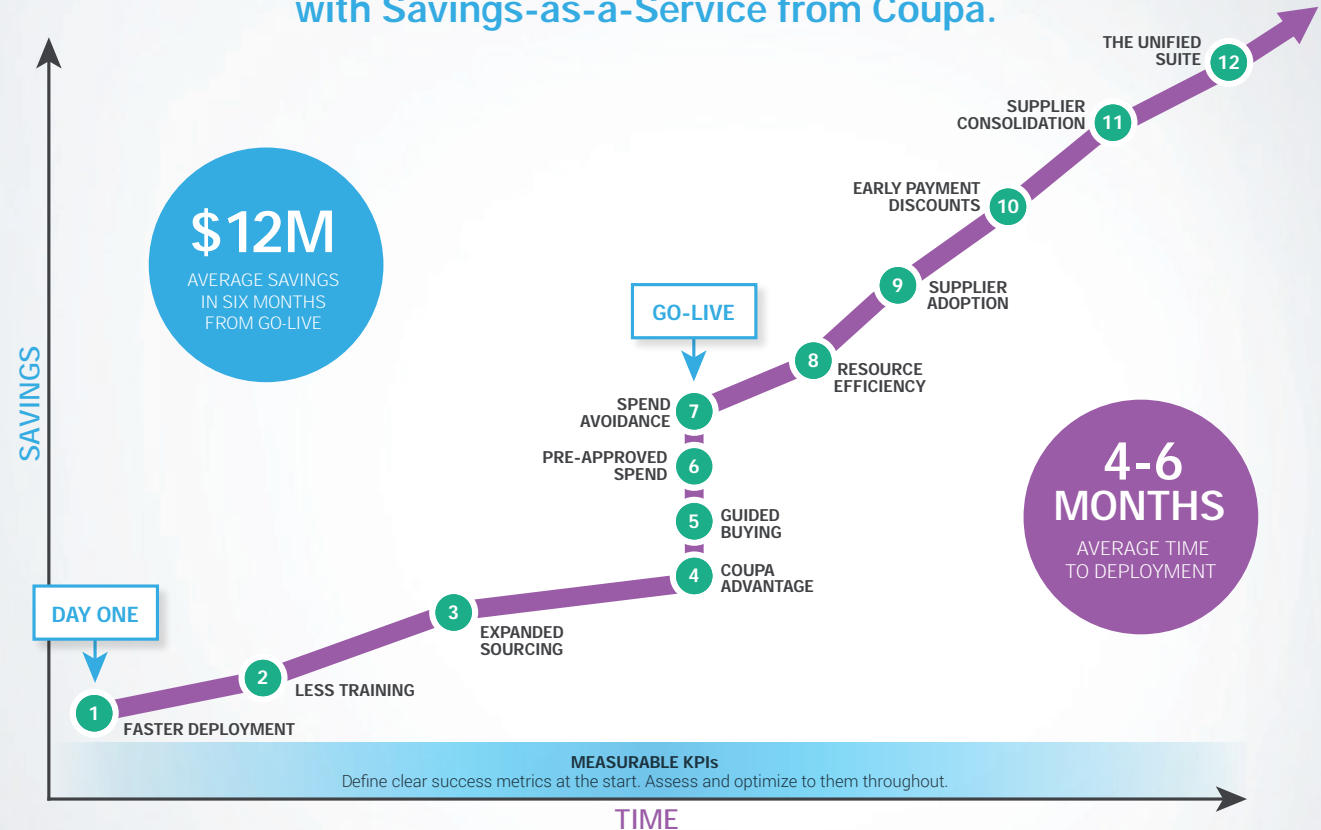 with Savings-as-a-Service from Coupa.
THE UNIFIED
SUITE
12
SUPPLIER
CONSOLIDATION
11
EARLY PAYMENT
DISCOUNTS
10
$12M
AVERAGE SAVINGS
IN SIX MONTHS
FROM GO-LIVE
9
SUPPLIER
ADOPTION
GO-LIVE
8
RESOURCE
EFFICIENCY
SAVINGS
SPEND
AVOIDANCE
7
PRE-APPROVED
SPEND
6
5
GUIDED
BUYING
4
COUPA
ADVANTAGE
4-6
MONTHS
AVERAGE TIME
TO DEPLOYMENT
DAY ONE
3
EXPANDED
SOURCING
2
LESS TRAINING
1
FASTER DEPLOYMENT
MEASURABLE KPIs
Define clear success metrics at the start. Assess and optimize to them throughout.
TIME